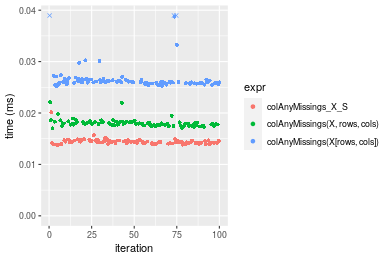 0.04
0.03
0.02
0.01
0.00
time (ms)
0
25
50
75
100
iteration
expr
colAnyMissings_X_S
colAnyMissings(X, rows, cols)
colAnyMissings(X[rows, cols])